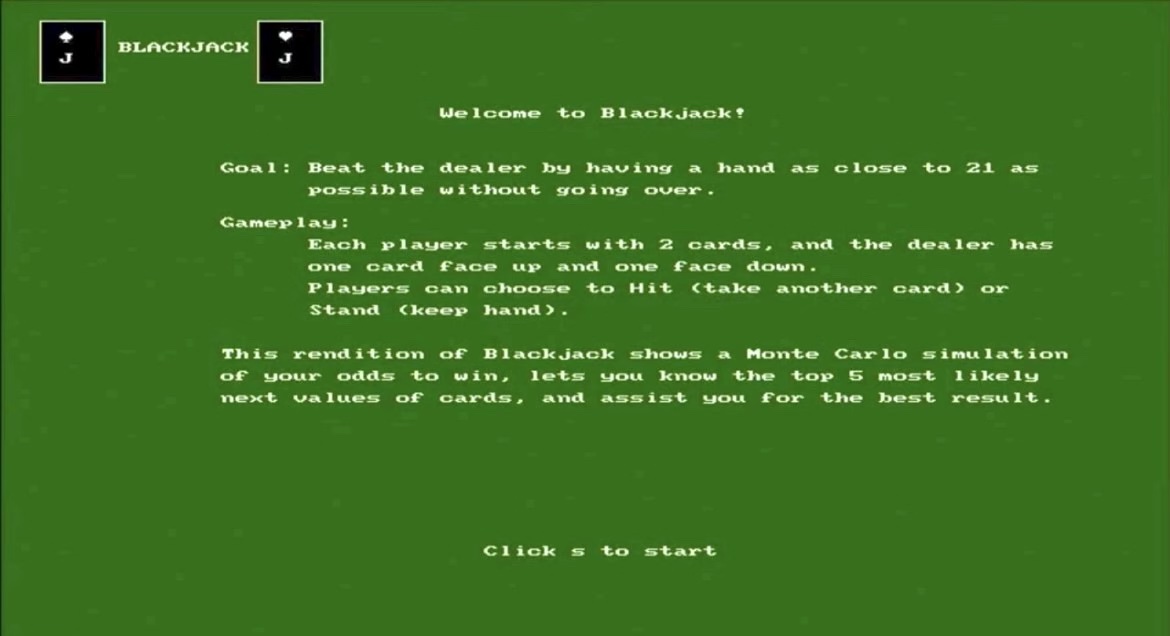 ♠ BLACKJACK ♥
J J
Welcome to Blackjack!
Goal: Beat the dealer by having a hand as close to 21 as
possible without going over.
Gameplay:
Each player starts with 2 cards, and the dealer has
one card face up and one face down.
Players can choose to Hit (take another card) or
Stand (keep hand).
This rendition of Blackjack shows a Monte Carlo simulation
of your odds to win, lets you know the top 5 most likely
next values of cards, and assist you for the best result.
Click s to start